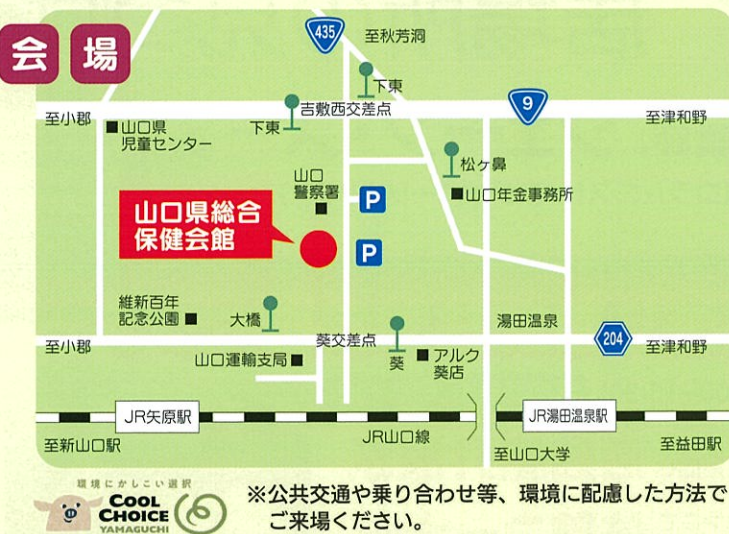 会場
435
至秋芳洞
下東
吉敷西交差点
9
至小郡
下東
至津和野
山口県
児童センター
松ヶ鼻
山口
警察署
P
山口年金事務所
山口県総合
保健会館
P
維新百年
記念公園
大橋
湯田温泉
葵交差点
204
至小郡
至津和野
山口運輸支局
葵
アルク
葵店
JR矢原駅
JR湯田温泉駅
JR山口線
至新山口駅
至山口大学
至益田駅
環境にかしこい選択
COOL
CHOICE
YAMAGUCHI
※公共交通や乗り合わせ等、環境に配慮した方法で
ご来場ください。